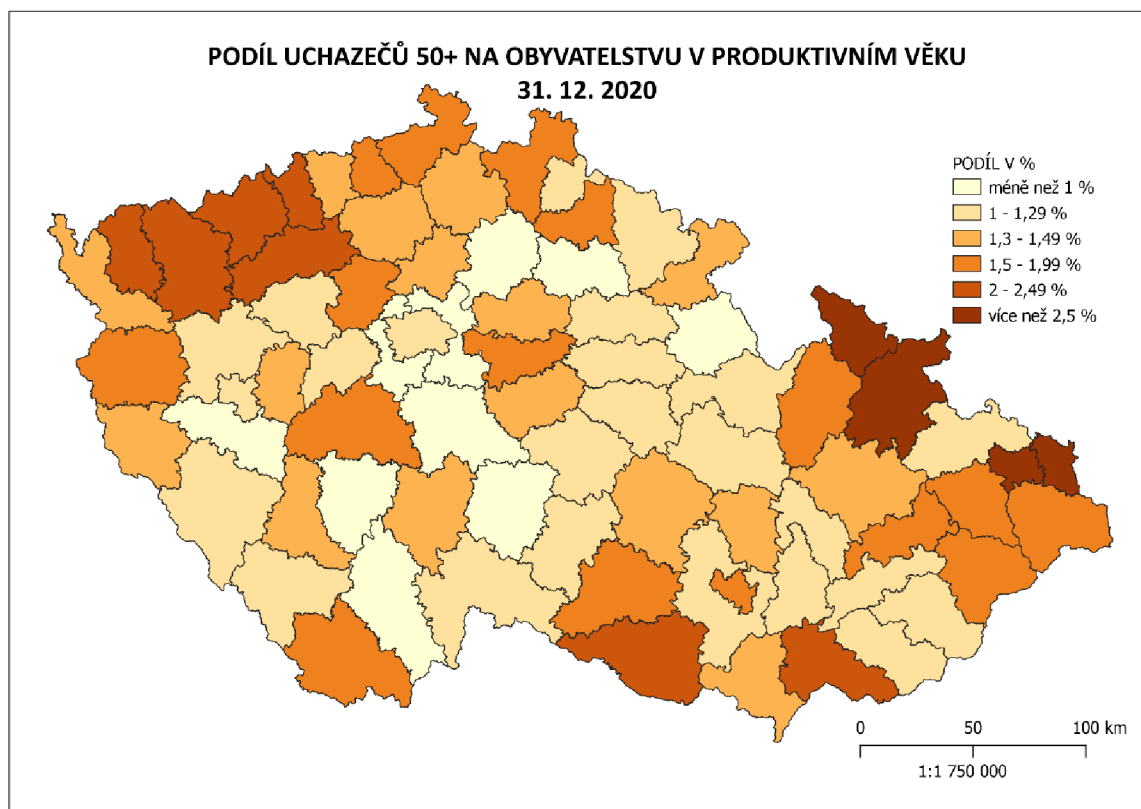 PODÍL UCHAZEČŮ 50+ NA OBYVATELSTVU V PRODUKTIVNÍM VĚKU
31. 12. 2020
PODÍL V %
méně než 1 %
1 - 1,29 %
1,3 - 1,49 %
1,5 - 1,99 %
2 - 2,49 %
více než 2,5 %
0 50 100 km
1:1 750 000